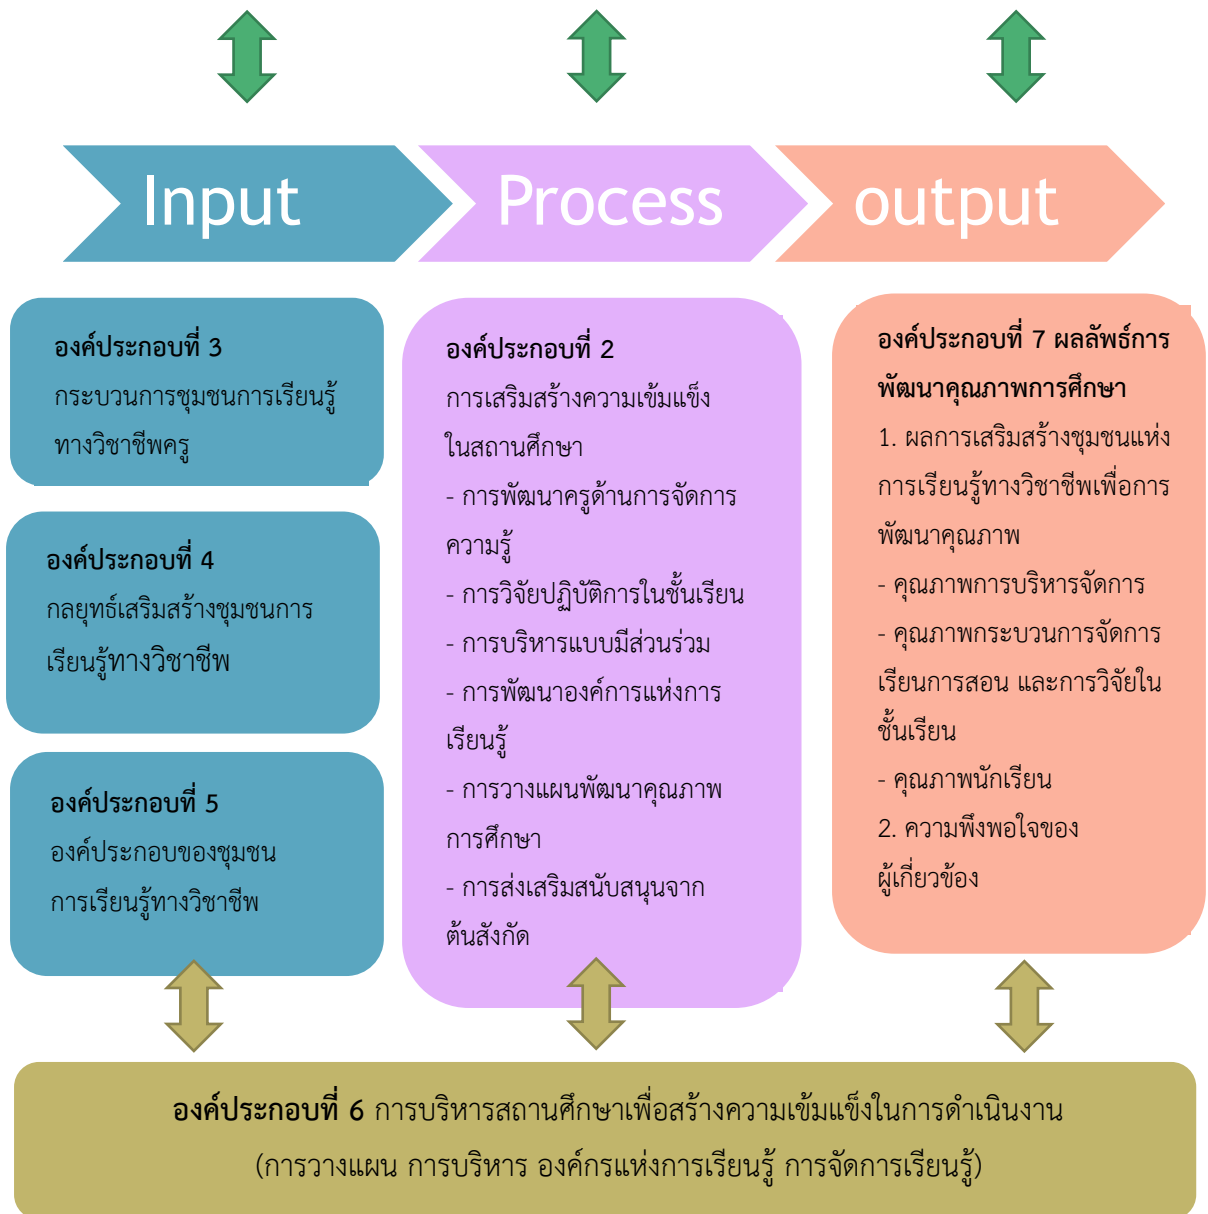 Input
Process
output
องค์ประกอบที่ 3
กระบวนการชุมชนการเรียนรู้
ทางวิชาชีพครู
องค์ประกอบที่ 4
กลยุทธ์เสริมสร้างชุมชนการ
เรียนรู้ทางวิชาชีพ
องค์ประกอบที่ 5
องค์ประกอบของชุมชน
การเรียนรู้ทางวิชาชีพ
องค์ประกอบที่ 2
การเสริมสร้างความเข้มแข็ง
ในสถานศึกษา
- การพัฒนาครูด้านการจัดการ
ความรู้
- การวิจัยปฏิบัติการในชั้นเรียน
- การบริหารแบบมีส่วนร่วม
- การพัฒนาองค์การแห่งการ
เรียนรู้
- การวางแผนพัฒนาคุณภาพ
การศึกษา
- การส่งเสริมสนับสนุนจาก
ต้นสังกัด
องค์ประกอบที่ 7 ผลลัพธ์การ
พัฒนาคุณภาพการศึกษา
1. ผลการเสริมสร้างชุมชนแห่ง
การเรียนรู้ทางวิชาชีพเพื่อการ
พัฒนาคุณภาพ
- คุณภาพการบริหารจัดการ
- คุณภาพกระบวนการจัดการ
เรียนการสอน และการวิจัยใน
ชั้นเรียน
- คุณภาพนักเรียน
2. ความพึงพอใจของ
ผู้เกี่ยวข้อง
องค์ประกอบที่ 6 การบริหารสถานศึกษาเพื่อสร้างความเข้มแข็งในการดำเนินงาน
(การวางแผน การบริหาร องค์กรแห่งการเรียนรู้ การจัดการเรียนรู้)